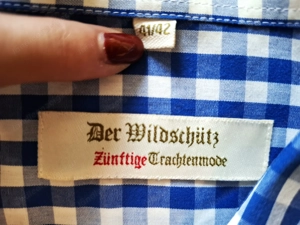 41/42
Der Wildschütz
Zünftige Trachtenmode